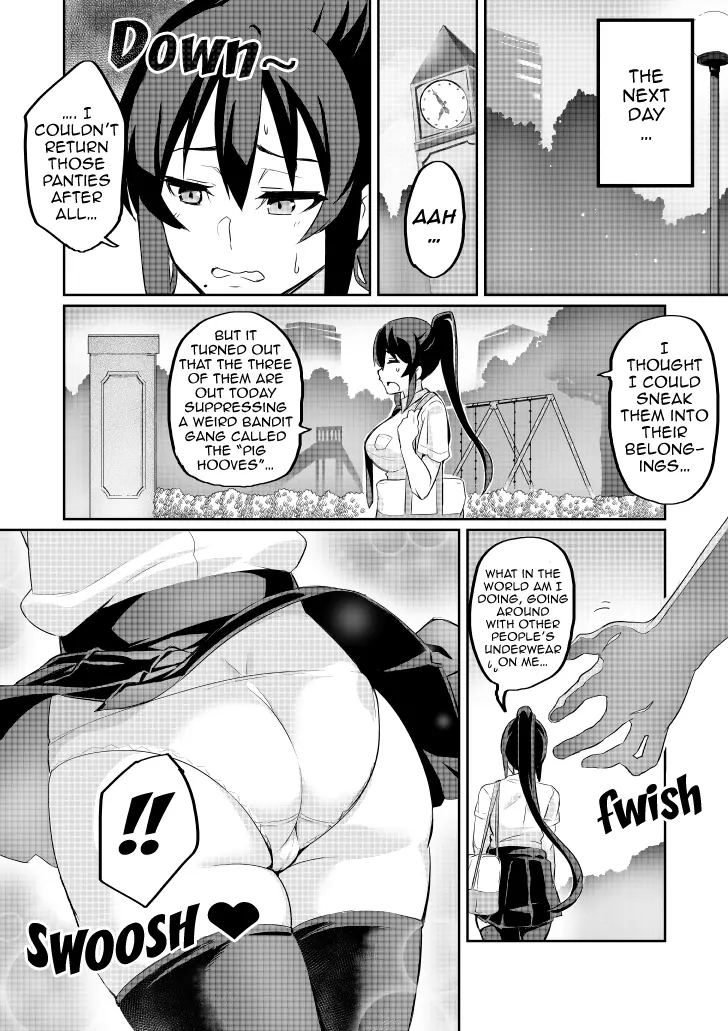 THE
NEXT
DAY
...
AAH
...
DOWN~
.... I
COULDN'T
RETURN
THOSE
PANTIES
AFTER
ALL...
I
THOUGHT
I COULD
SNEAK
THEM INTO
THEIR
BELONG-
INGS...
BUT IT
TURNED OUT
THAT THE THREE
OF THEM ARE
OUT TODAY
SUPPRESSING
A WEIRD BANDIT
GANG CALLED
THE "PIG
HOOVES"...
WHAT IN THE
WORLD AM I
DOING, GOING
AROUND
WITH OTHER
PEOPLE'S
UNDERWEAR
ON ME...
fwish
!!
SWOOSH♥